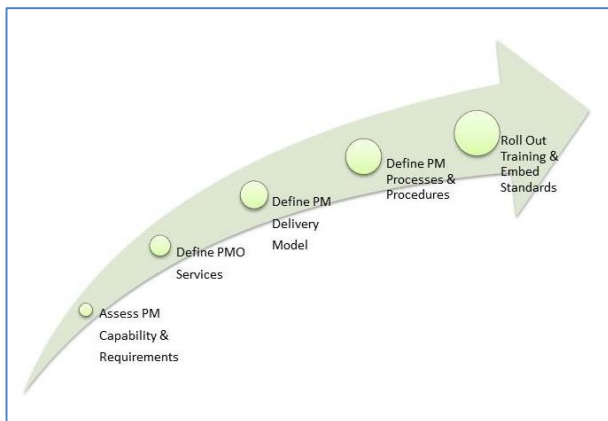 Assess PM
Capability &
Requirements
Define PMO
Services
Define PM
Delivery
Model
Define PM
Processes &
Procedures
Roll Out
Training &
Embed
Standards